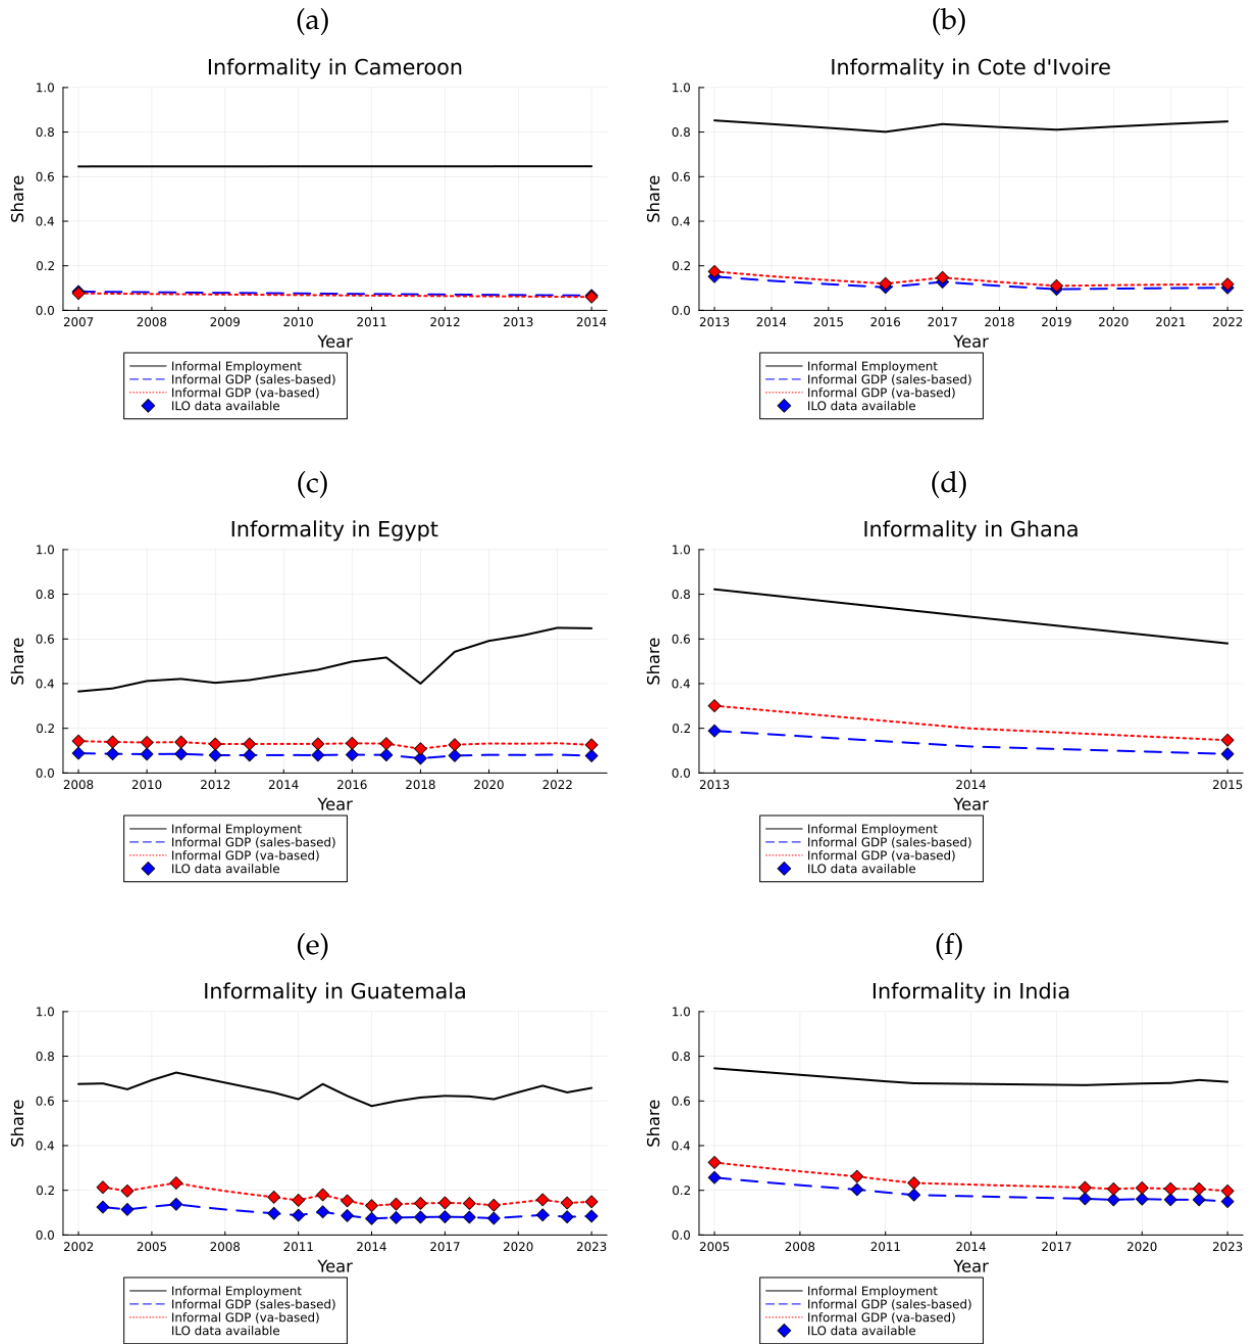 (a)
Informality in Cameroon
1.0
0.8
0.6
0.4
0.2
0.0
Share
2007 2008 2009 2010 2011 2012 2013 2014
Year
Informal Employment
Informal GDP (sales-based)
Informal GDP (va-based)
ILO data available
(b)
Informality in Cote d'Ivoire
1.0
0.8
0.6
0.4
0.2
0.0
Share
2013 2014 2015 2016 2017 2018 2019 2020 2021 2022
Year
Informal Employment
Informal GDP (sales-based)
Informal GDP (va-based)
ILO data available
(c)
Informality in Egypt
1.0
0.8
0.6
0.4
0.2
0.0
Share
2008 2010 2012 2014 2016 2018 2020 2022
Year
Informal Employment
Informal GDP (sales-based)
Informal GDP (va-based)
ILO data available
(d)
Informality in Ghana
1.0
0.8
0.6
0.4
0.2
0.0
Share
2013 2014 2015
Year
Informal Employment
Informal GDP (sales-based)
Informal GDP (va-based)
ILO data available
(e)
Informality in Guatemala
1.0
0.8
0.6
0.4
0.2
0.0
Share
2002 2005 2008 2011 2014 2017 2020 2023
Year
Informal Employment
Informal GDP (sales-based)
Informal GDP (va-based)
ILO data available
(f)
Informality in India
1.0
0.8
0.6
0.4
0.2
0.0
Share
2005 2008 2011 2014 2017 2020 2023
Year
Informal Employment
Informal GDP (sales-based)
Informal GDP (va-based)
ILO data available